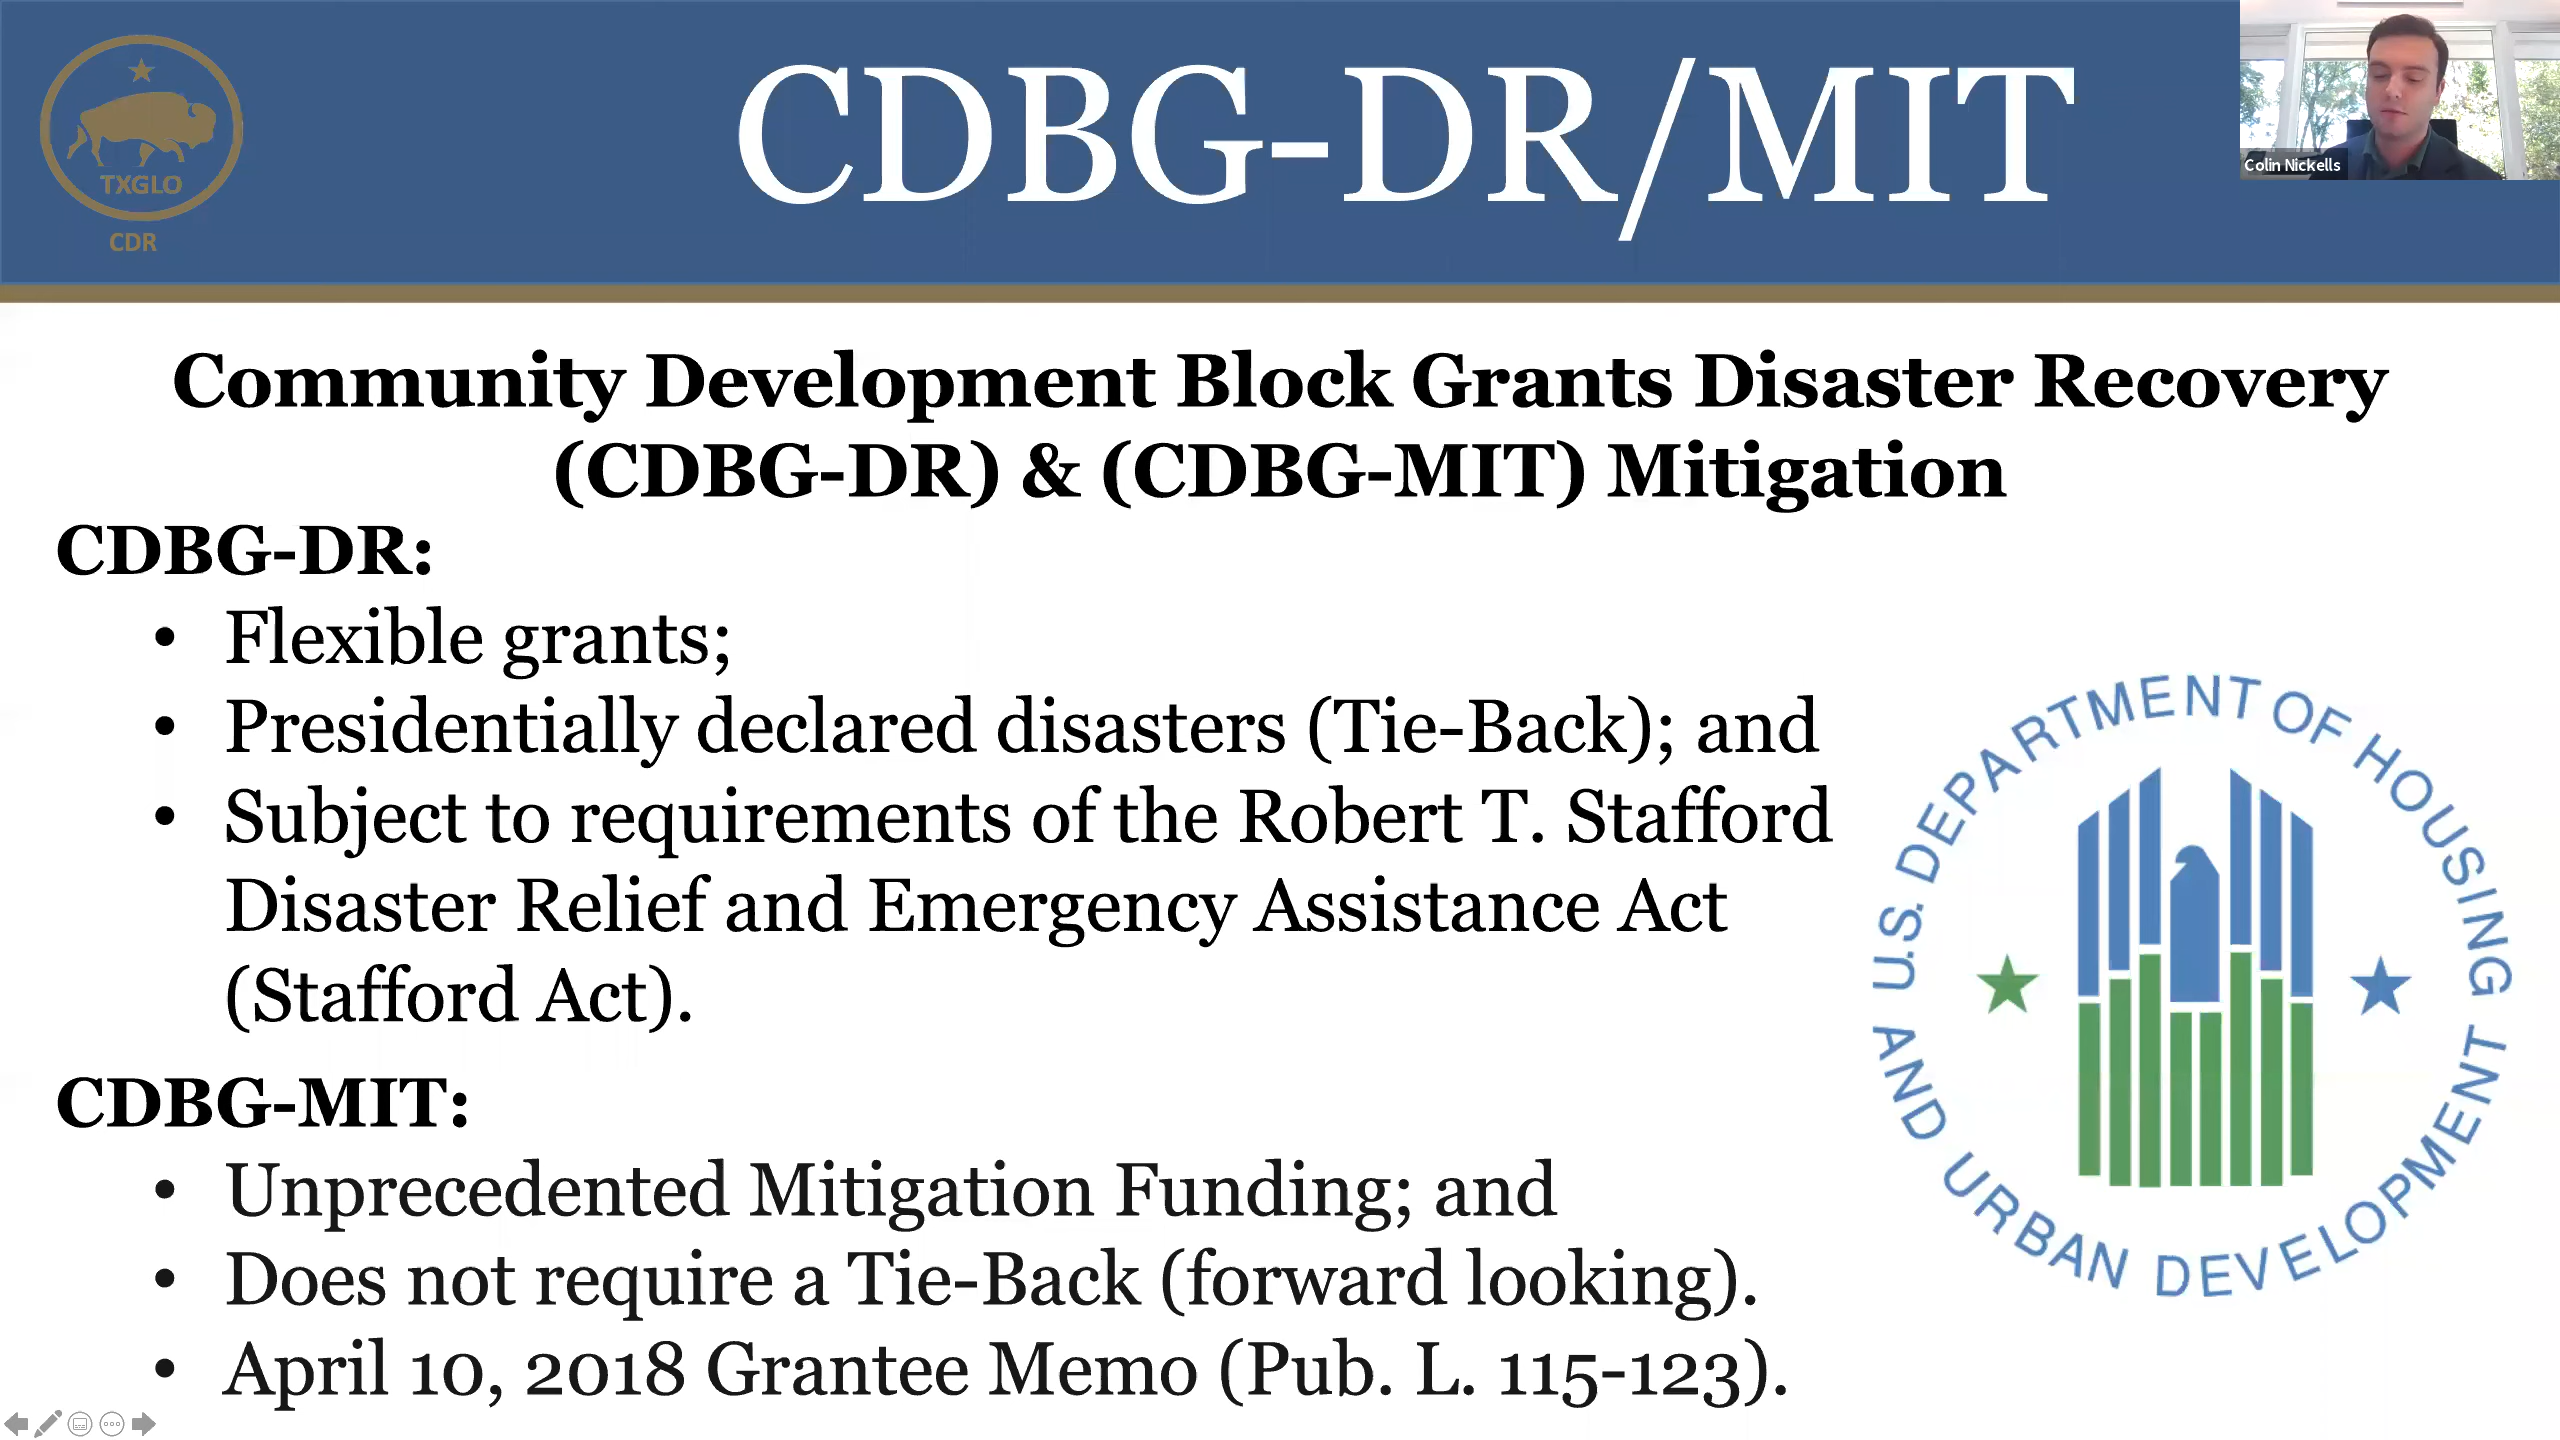 CDBG-DR/MIT
TXGLO
CDR
Colin Nickells
Community Development Block Grants Disaster Recovery
(CDBG-DR) & (CDBG-MIT) Mitigation
CDBG-DR:
• Flexible grants;
• Presidentially declared disasters (Tie-Back); and
• Subject to requirements of the Robert T. Stafford
Disaster Relief and Emergency Assistance Act
(Stafford Act).
CDBG-MIT:
• Unprecedented Mitigation Funding; and
• Does not require a Tie-Back (forward looking).
• April 10, 2018 Grantee Memo (Pub. L. 115-123).
U.S. DEPARTMENT OF HOUSING
AND URBAN DEVELOPMENT